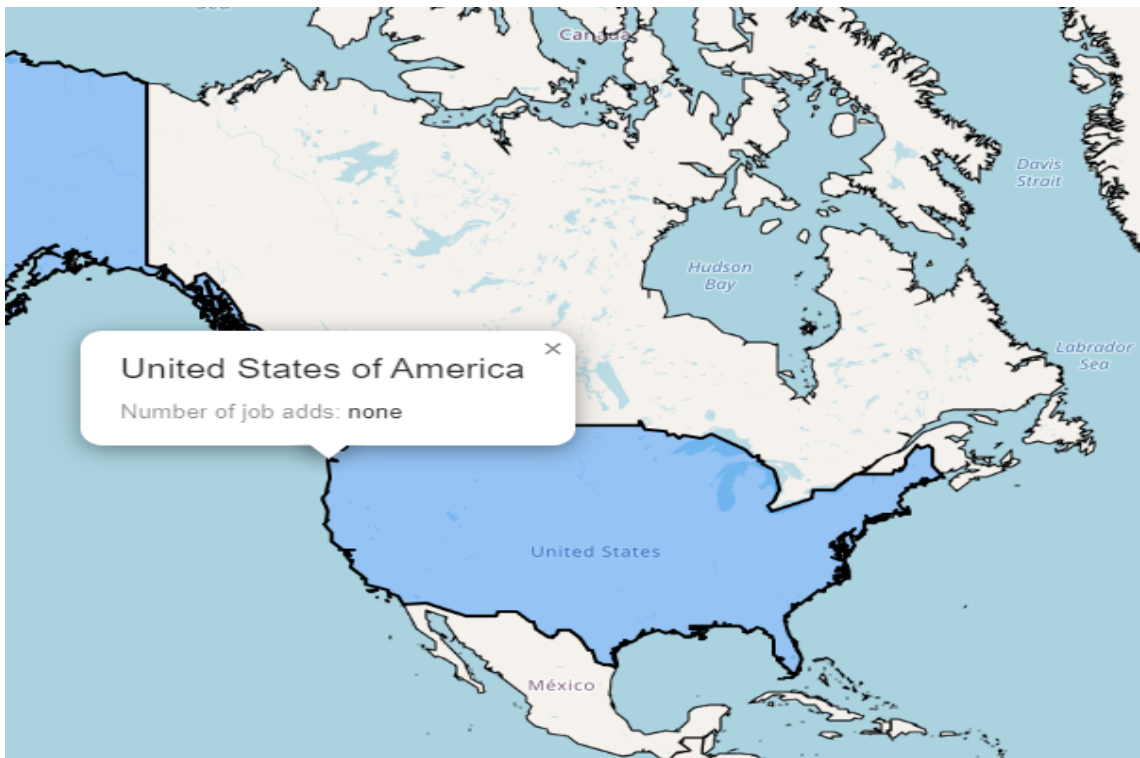 Canada
Davis
Strait
Hudson
Bay
Labrador
Sea
United States of America
×
Number of job adds: none
United States
México